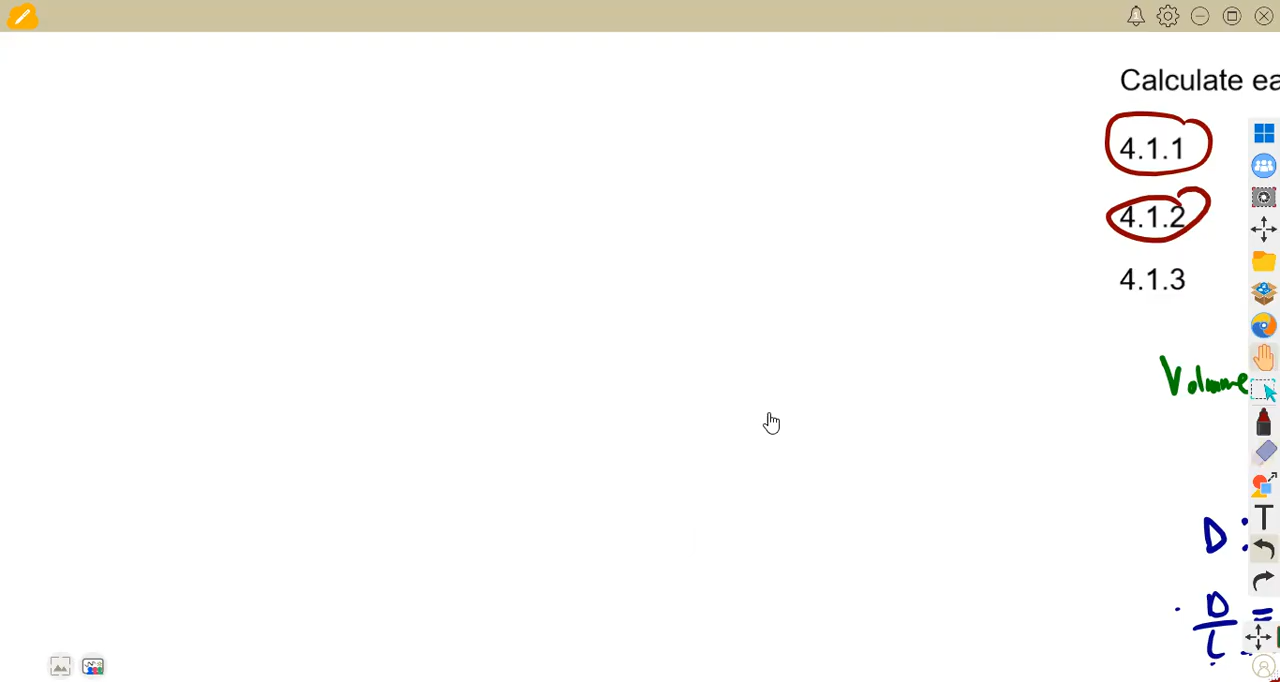 Calculate ea
4.1.1
4.1.2
4.1.3
Volume
D :
D/L =